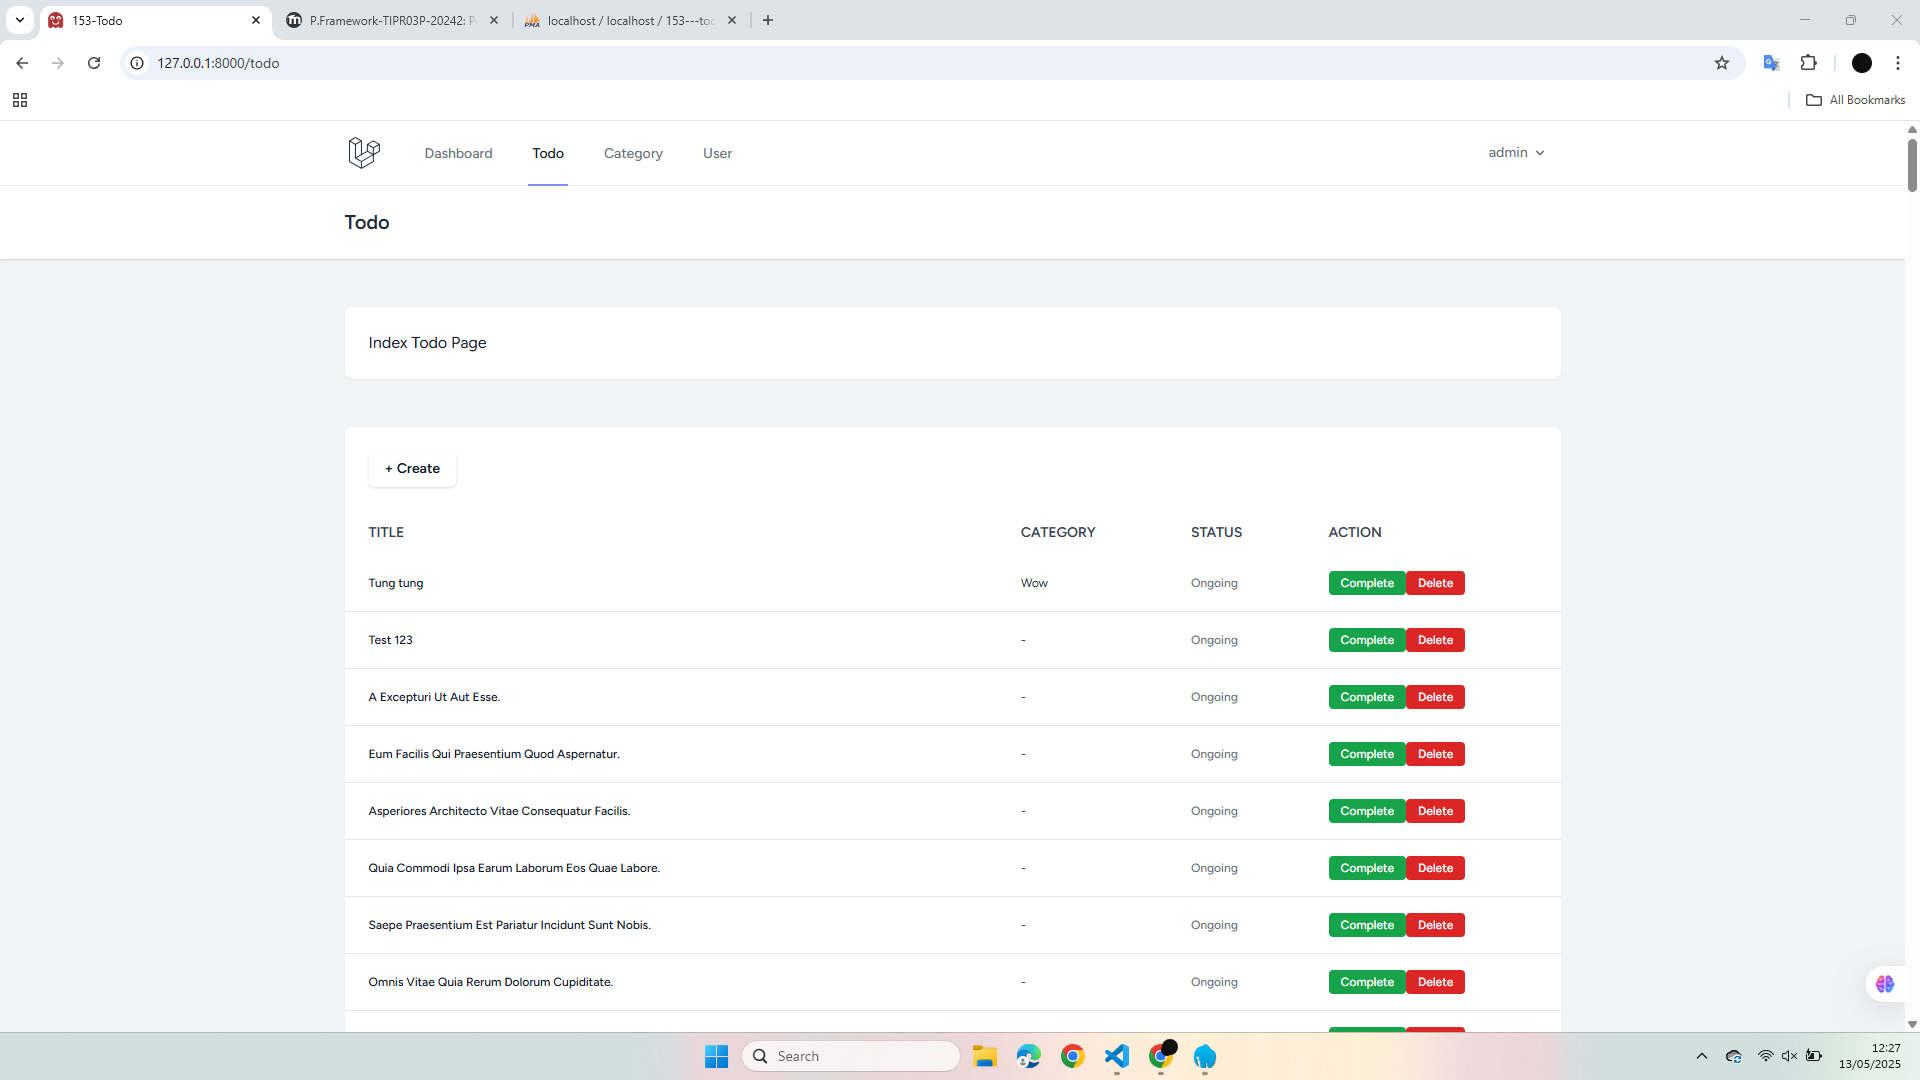 153-Todo
P.Framework-TIPR03P-20242: P
localhost / localhost / 153---to
127.0.0.1:8000/todo
All Bookmarks
Dashboard Todo Category User admin
Todo
Index Todo Page
+ Create
TITLE CATEGORY STATUS ACTION
Tung tung Wow Ongoing Complete Delete
Test 123 - Ongoing Complete Delete
A Excepturi Ut Aut Esse. - Ongoing Complete Delete
Eum Facilis Qui Praesentium Quod Aspernatur. - Ongoing Complete Delete
Asperiores Architecto Vitae Consequatur Facilis. - Ongoing Complete Delete
Quia Commodi Ipsa Earum Laborum Eos Quae Labore. - Ongoing Complete Delete
Saepe Praesentium Est Pariatur Incidunt Sunt Nobis. - Ongoing Complete Delete
Omnis Vitae Quia Rerum Dolorum Cupiditate. - Ongoing Complete Delete
Search
12:27
13/05/2025